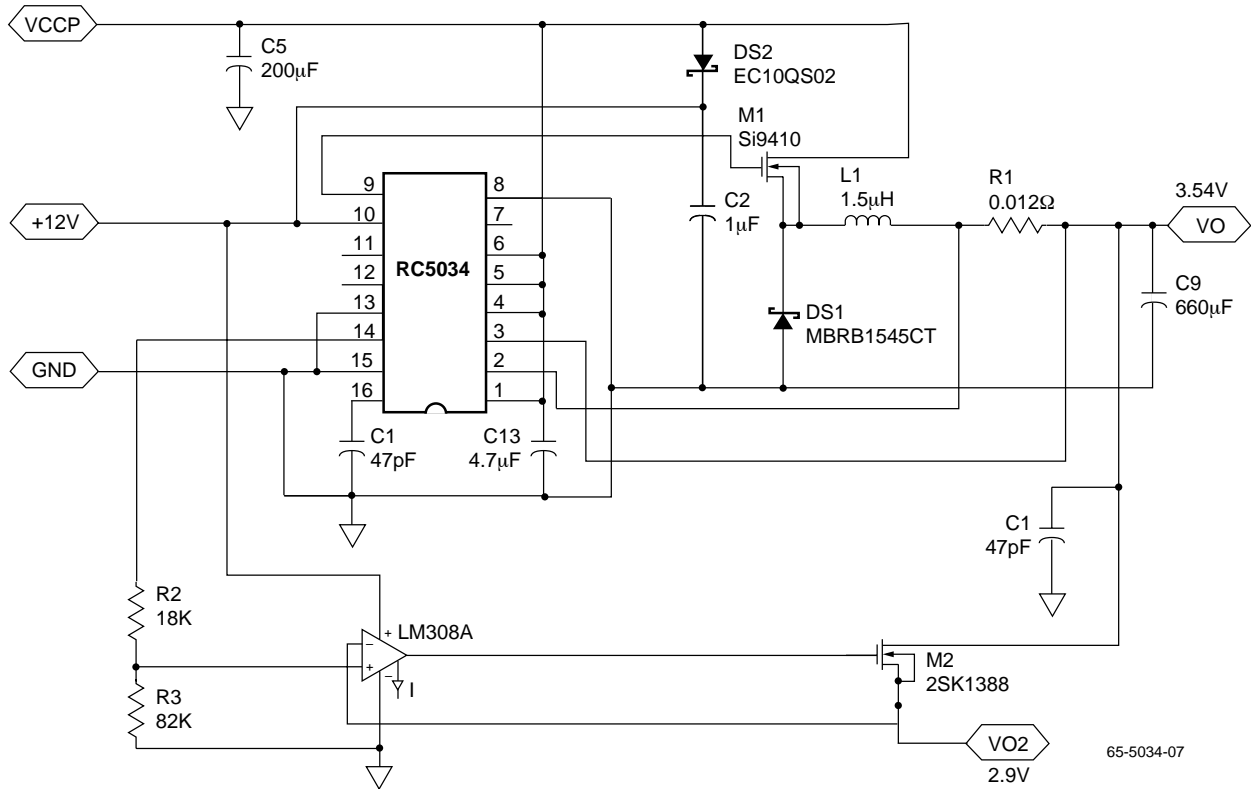 VCCP
C5
200µF
DS2
EC10QS02
M1
Si9410
L1
1.5µH
R1
0.012Ω
3.54V
VO
+12V
9
10
11
12
13
14
15
16
RC5034
8
7
6
5
4
3
2
1
C2
1µF
DS1
MBRB1545CT
C9
660µF
GND
C1
47pF
C13
4.7µF
C1
47pF
R2
18K
R3
82K
+
LM308A
–
+
–
I
M2
2SK1388
VO2
2.9V
65-5034-07